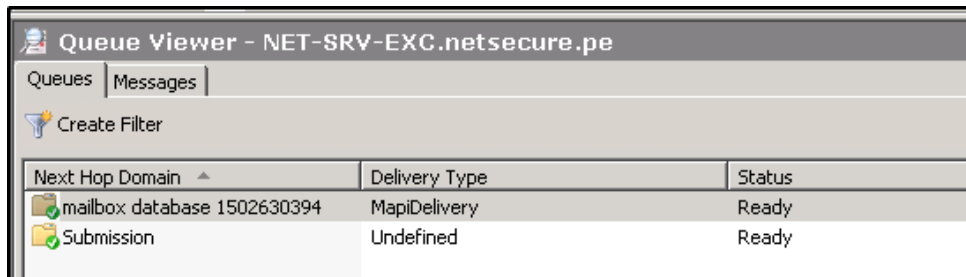 Queue Viewer - NET-SRV-EXC.netsecure.pe
Queues Messages
Create Filter
Next Hop Domain Delivery Type Status
mailbox database 1502630394 MapiDelivery Ready
Submission Undefined Ready